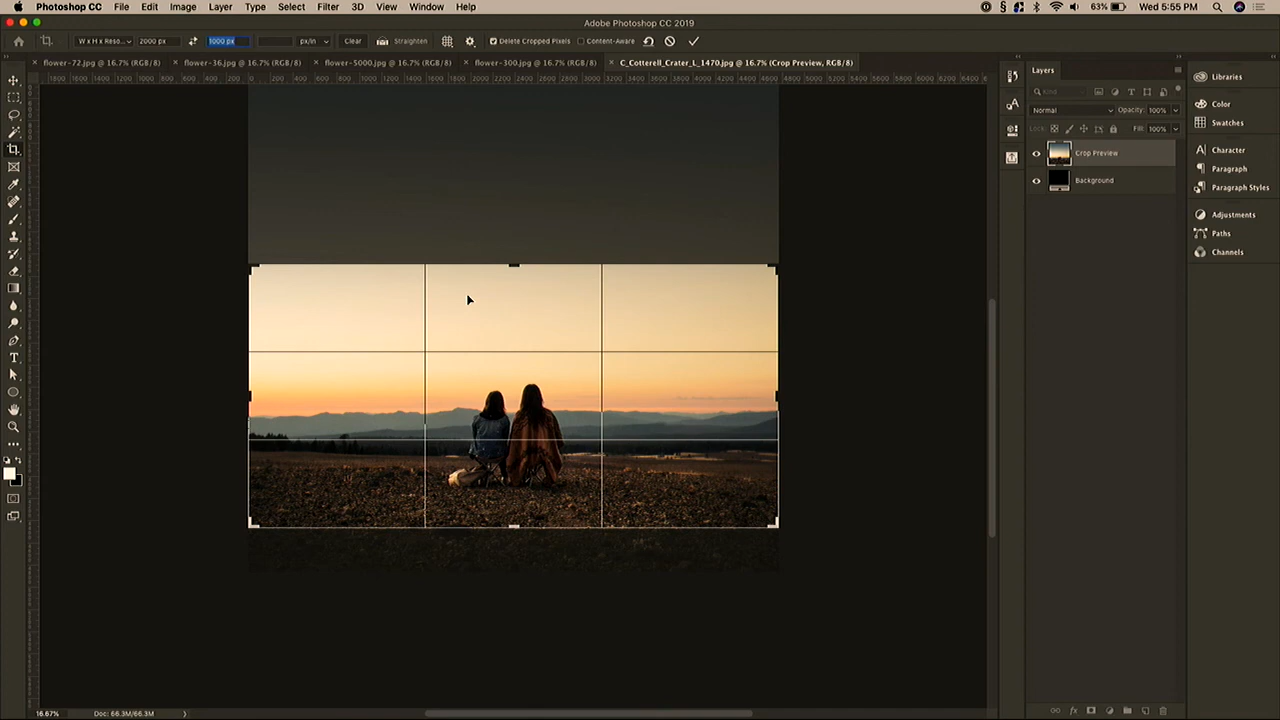 Photoshop CC File Edit Image Layer Type Select Filter 3D View Window Help 63% Wed 5:55 PM
Adobe Photoshop CC 2019
W x H x Reso... 2000 px 1000 px px/in Clear Straighten Delete Cropped Pixels Content-Aware
flower-72.jpg @ 16.7% (RGB/8) flower-36.jpg @ 16.7% (RGB/8) flower-5000.jpg @ 16.7% (RGB/8) flower-300.jpg @ 16.7% (RGB/8) C_Cotterell_Crater_L_1470.jpg @ 16.7% (Crop Preview, RGB/8)
Layers
Libraries
Kind
Color
Normal Opacity: 100%
Swatches
Lock: Fill: 100%
Character
Crop Preview
Paragraph
Background
Paragraph Styles
Adjustments
Paths
Channels
16.67% Doc: 66.3M/66.3M